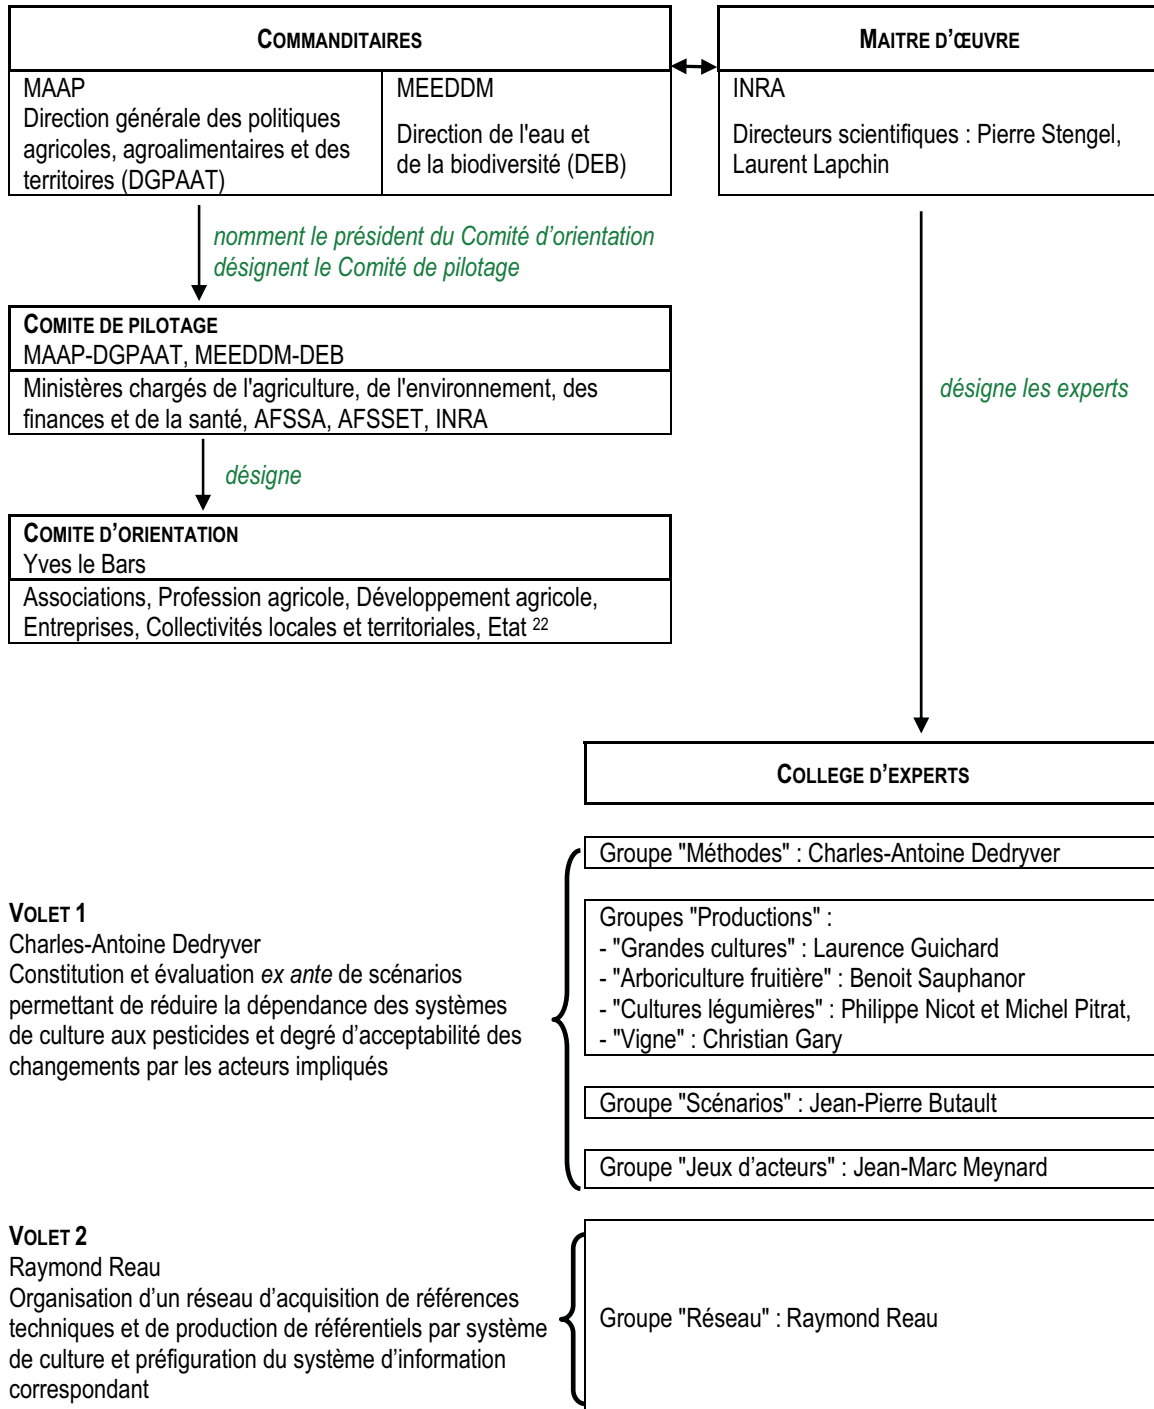 COMMANDITAIRES
MAAP
Direction générale des politiques
agricoles, agroalimentaires et des
territoires (DGPAAT)
MEEDDM
Direction de l'eau et
de la biodiversité (DEB)
MAITRE D'ŒUVRE
INRA
Directeurs scientifiques : Pierre Stengel,
Laurent Lapchin
nomment le président du Comité d'orientation
désignent le Comité de pilotage
COMITE DE PILOTAGE
MAAP-DGPAAT, MEEDDM-DEB
Ministères chargés de l'agriculture, de l'environnement, des
finances et de la santé, AFSSA, AFSSET, INRA
désigne les experts
désigne
COMITE D'ORIENTATION
Yves le Bars
Associations, Profession agricole, Développement agricole,
Entreprises, Collectivités locales et territoriales, Etat 22
COLLEGE D'EXPERTS
Groupe "Méthodes" : Charles-Antoine Dedryver
VOLET 1
Charles-Antoine Dedryver
Constitution et évaluation ex ante de scénarios
permettant de réduire la dépendance des systèmes
de culture aux pesticides et degré d'acceptabilité des
changements par les acteurs impliqués
Groupes "Productions" :
- "Grandes cultures" : Laurence Guichard
- "Arboriculture fruitière" : Benoit Sauphanor
- "Cultures légumières" : Philippe Nicot et Michel Pitrat,
- "Vigne" : Christian Gary
Groupe "Scénarios" : Jean-Pierre Butault
Groupe "Jeux d'acteurs" : Jean-Marc Meynard
VOLET 2
Raymond Reau
Organisation d'un réseau d'acquisition de références
techniques et de production de référentiels par système
de culture et préfiguration du système d'information
correspondant
Groupe "Réseau" : Raymond Reau